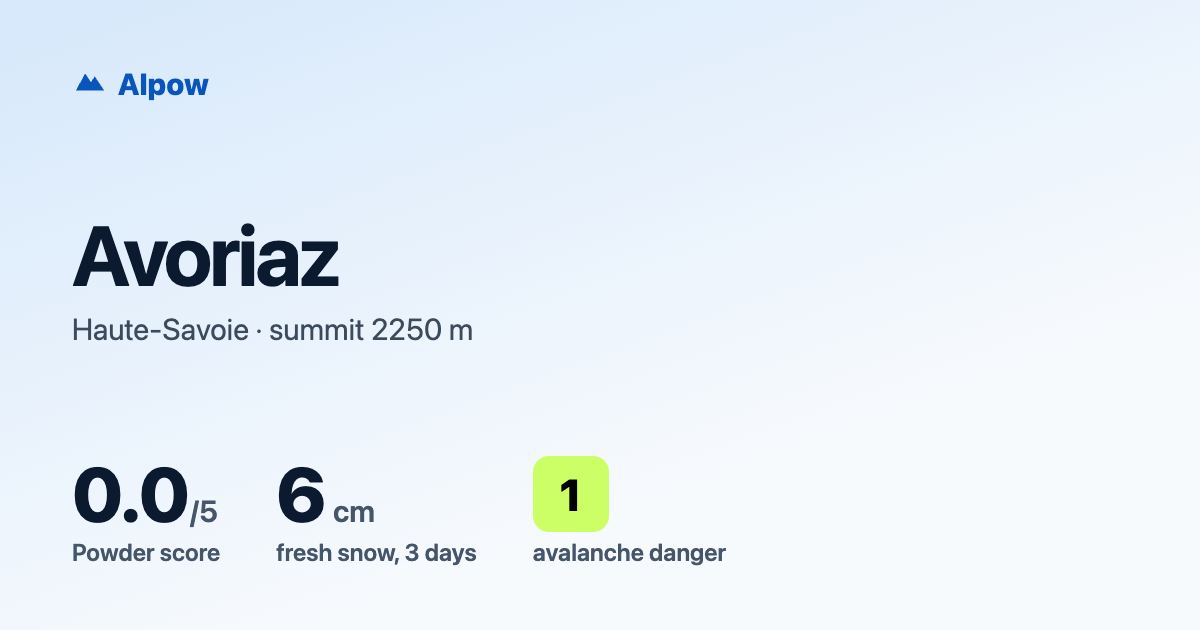 Alpow
Avoriaz
Haute-Savoie · summit 2250 m
0.0/5 6 cm 1
Powder score fresh snow, 3 days avalanche danger